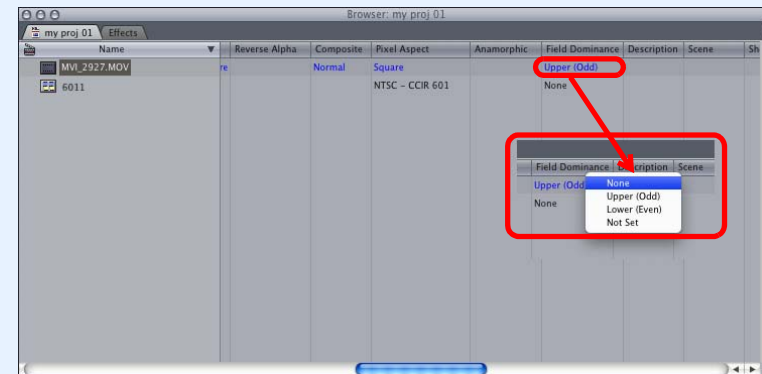 Browser: my proj 01
my proj 01 Effects
Name Reverse Alpha Composite Pixel Aspect Anamorphic Field Dominance Description Scene Sh
MVI_2927.MOV re Normal Square Upper (Odd)
6011 NTSC - CCIR 601 None
Field Dominance Description Scene
Upper (Odd) None
Upper (Odd)
None Lower (Even)
Not Set